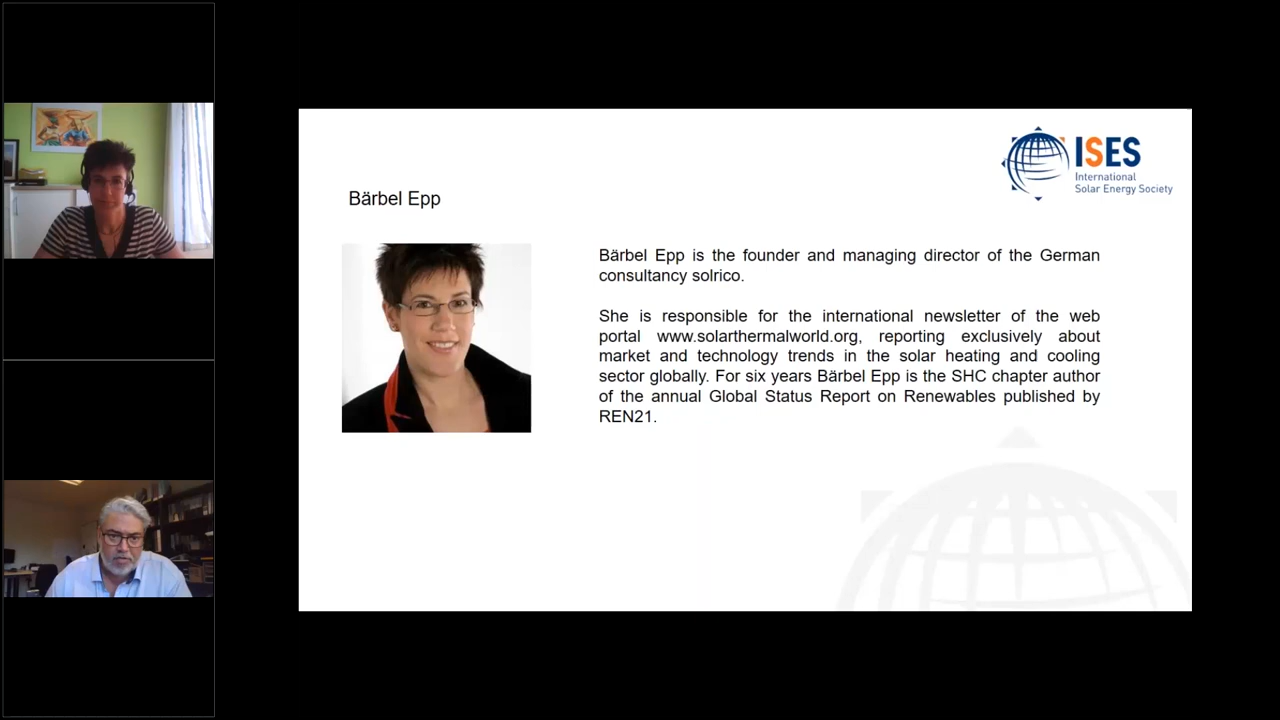 ISES
International
Solar Energy Society
Bärbel Epp
Bärbel Epp is the founder and managing director of the German
consultancy solrico.
She is responsible for the international newsletter of the web
portal www.solarthermalworld.org, reporting exclusively about
market and technology trends in the solar heating and cooling
sector globally. For six years Bärbel Epp is the SHC chapter author
of the annual Global Status Report on Renewables published by
REN21.